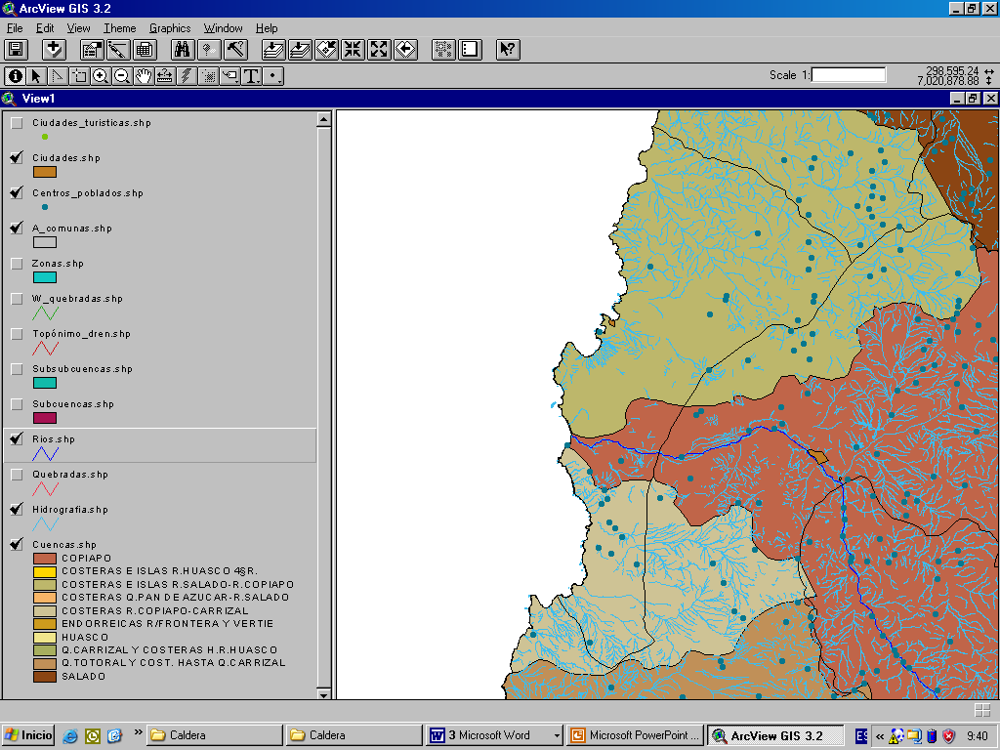 ArcView GIS 3.2
File Edit View Theme Graphics Window Help
Scale 1: 298,595.24
7,020,878.88
View1
Ciudades_turisticas.shp
Ciudades.shp
Centros_poblados.shp
A_comunas.shp
Zonas.shp
W_quebradas.shp
Topónimo_dren.shp
Subsubcuencas.shp
Subcuencas.shp
Rios.shp
Quebradas.shp
Hidrografia.shp
Cuencas.shp
COPIAPO
COSTERAS E ISLAS R.HUASCO 4§R.
COSTERAS E ISLAS R.SALADO-R.COPIAPO
COSTERAS Q.PAN DE AZUCAR-R.SALADO
COSTERAS R.COPIAPO-CARRIZAL
ENDORREICAS R/FRONTERA Y VERTIE
HUASCO
Q.CARRIZAL Y COSTERAS H.R.HUASCO
Q.TOTORAL Y COST. HASTA Q.CARRIZAL
SALADO
Inicio » Caldera Caldera 3 Microsoft Word Microsoft PowerPoint ... ArcView GIS 3.2 ES « 9:40